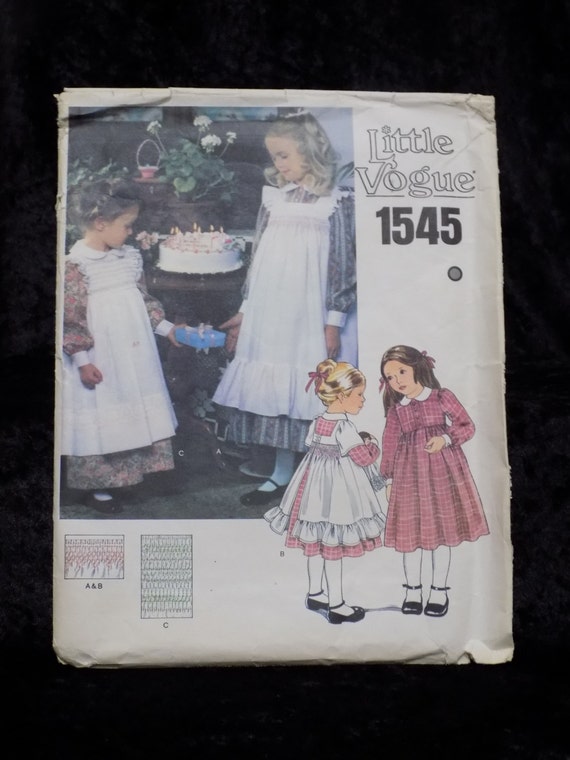 Little
Vogue
1545
C A
B
A & B
C